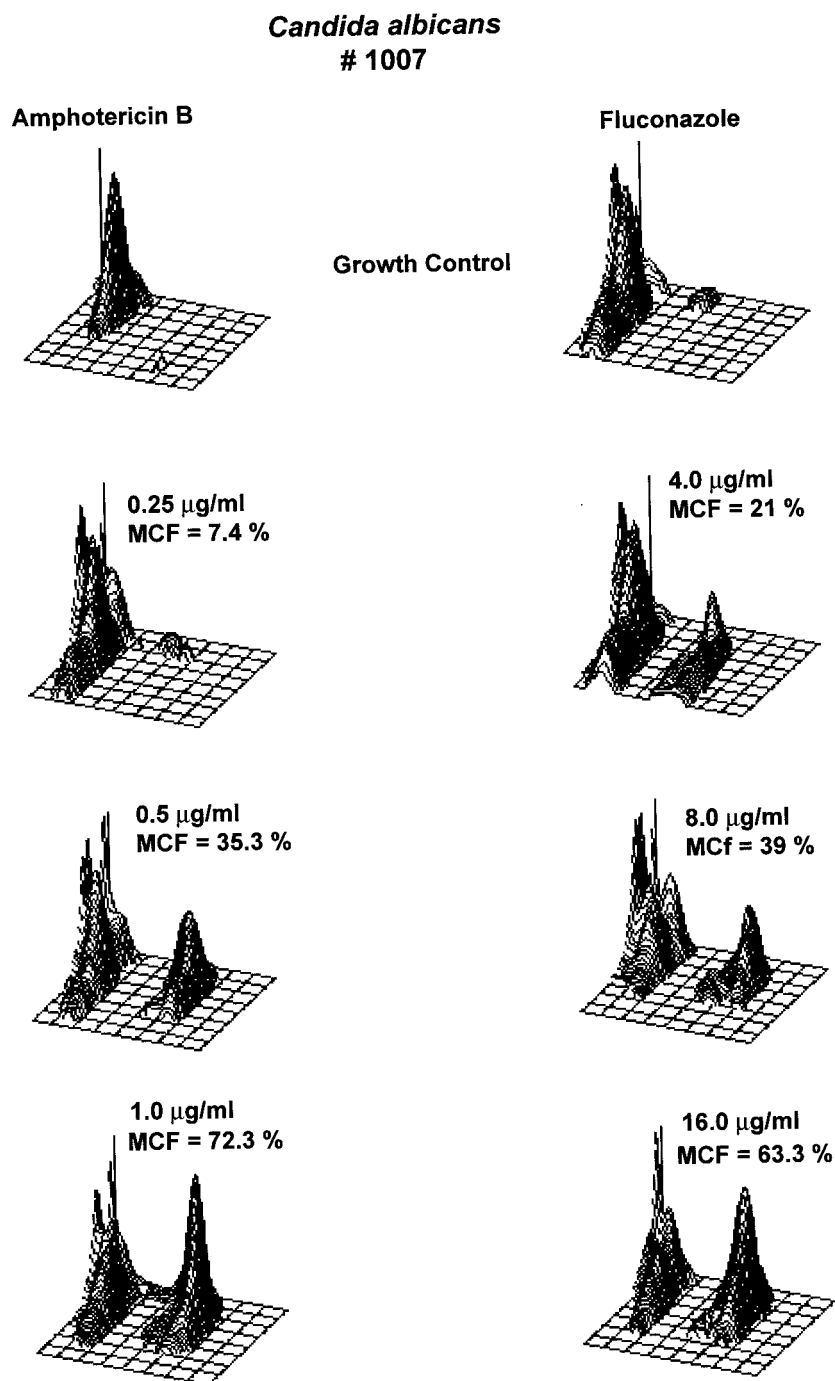 Candida albicans
# 1007
Amphotericin B
Fluconazole
Growth Control
0.25 μg/ml
MCF = 7.4 %
4.0 μg/ml
MCF = 21 %
0.5 μg/ml
MCF = 35.3 %
8.0 μg/ml
MCf = 39 %
1.0 μg/ml
MCF = 72.3 %
16.0 μg/ml
MCF = 63.3 %